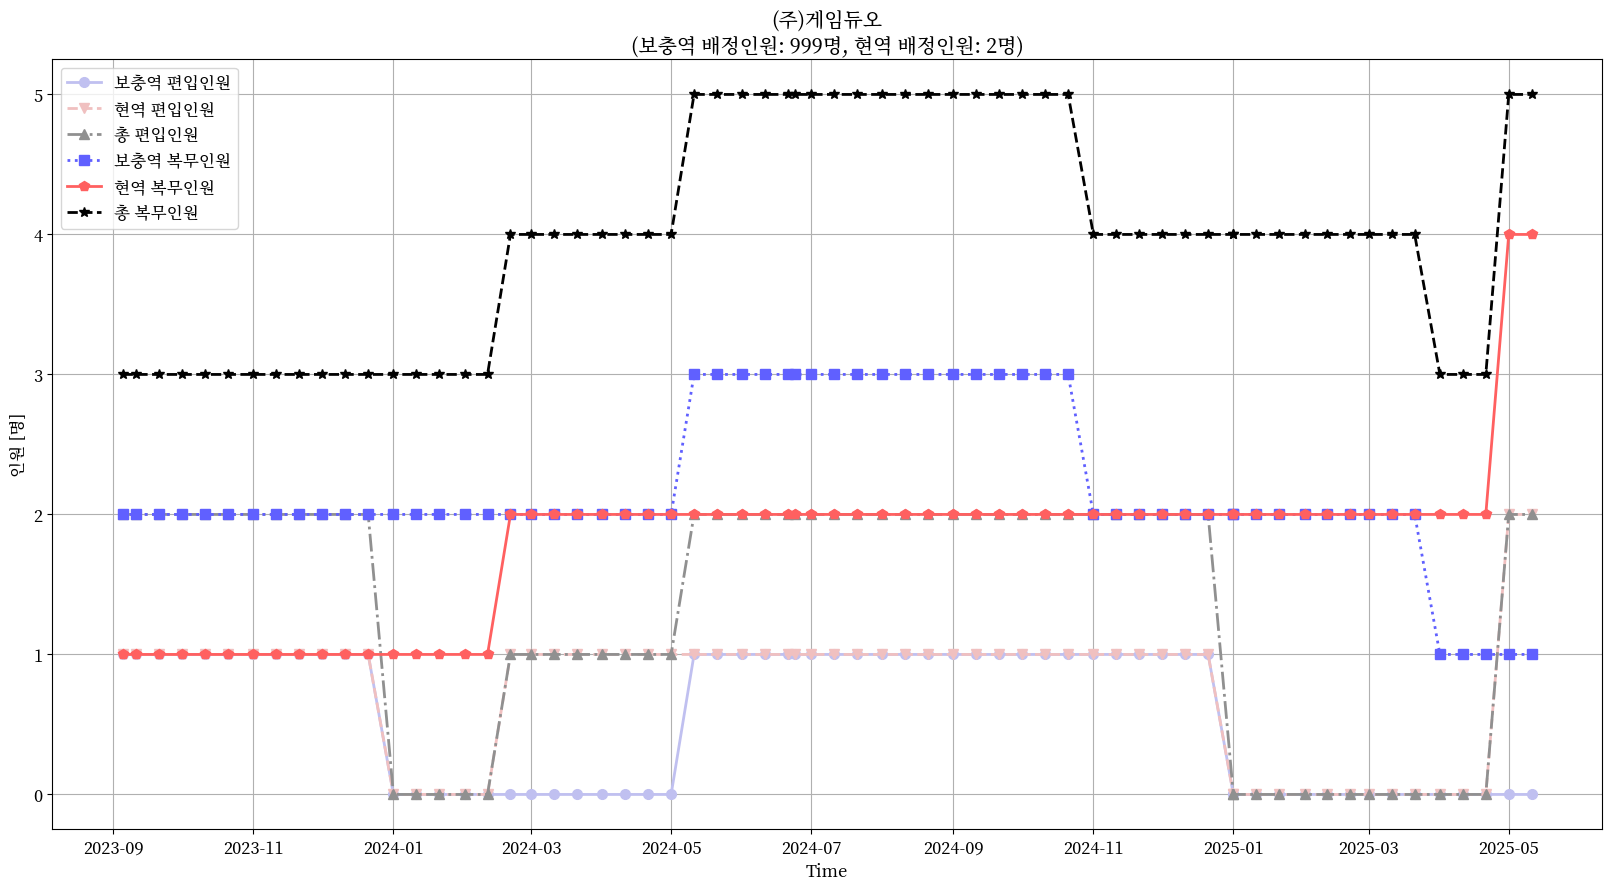 (주)게임듀오
(보충역 배정인원: 999명, 현역 배정인원: 2명)
보충역 편입인원
현역 편입인원
총 편입인원
보충역 복무인원
현역 복무인원
총 복무인원
인원 [명]
5
4
3
2
1
0
2023-09 2023-11 2024-01 2024-03 2024-05 2024-07 2024-09 2024-11 2025-01 2025-03 2025-05
Time